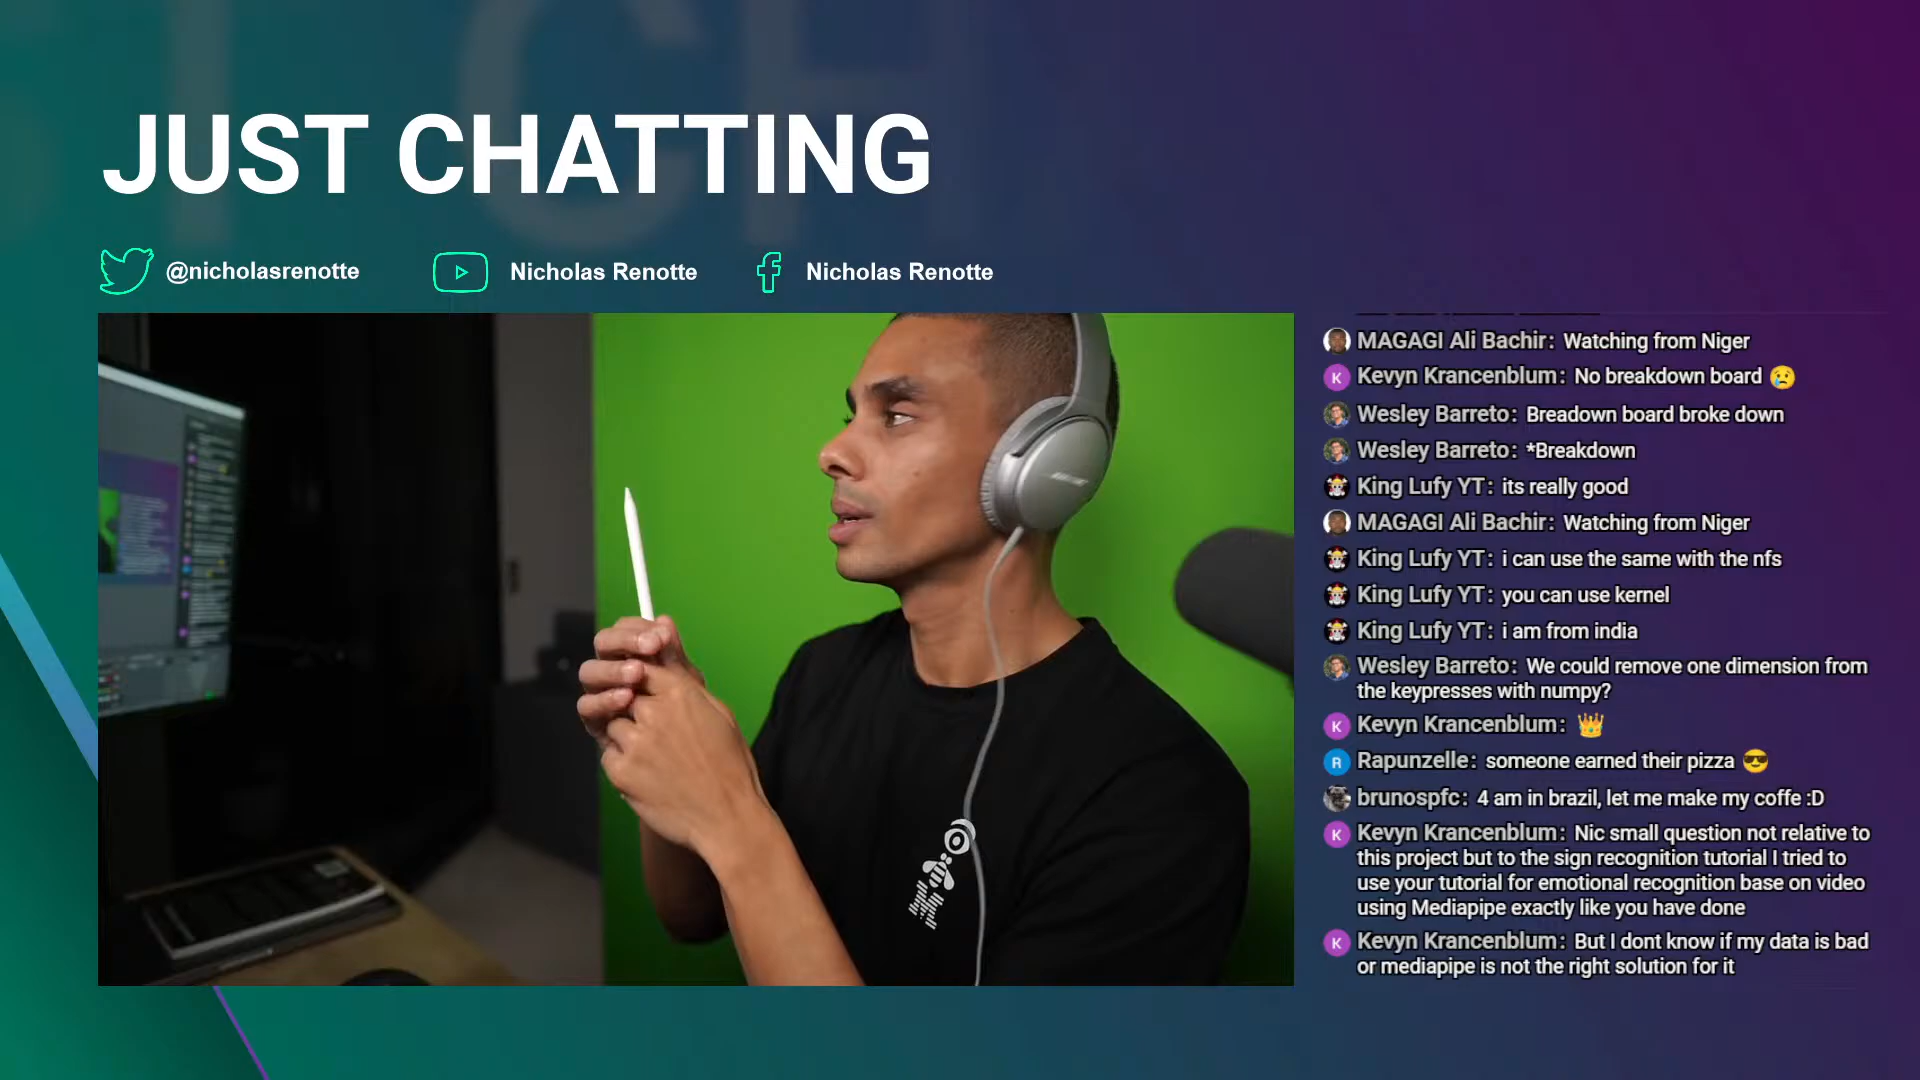 JUST CHATTING
@nicholasrenotte
Nicholas Renotte
Nicholas Renotte
MAGAGI Ali Bachir: Watching from Niger
K Kevyn Krancenblum: No breakdown board 😢
Wesley Barreto: Breadown board broke down
Wesley Barreto: *Breakdown
King Lufy YT: its really good
MAGAGI Ali Bachir: Watching from Niger
King Lufy YT: i can use the same with the nfs
King Lufy YT: you can use kernel
King Lufy YT: i am from india
Wesley Barreto: We could remove one dimension from
the keypresses with numpy?
K Kevyn Krancenblum: 👑
R Rapunzelle: someone earned their pizza 😎
brunospfc: 4 am in brazil, let me make my coffe :D
K Kevyn Krancenblum: Nic small question not relative to
this project but to the sign recognition tutorial I tried to
use your tutorial for emotional recognition base on video
using Mediapipe exactly like you have done
K Kevyn Krancenblum: But I dont know if my data is bad
or mediapipe is not the right solution for it